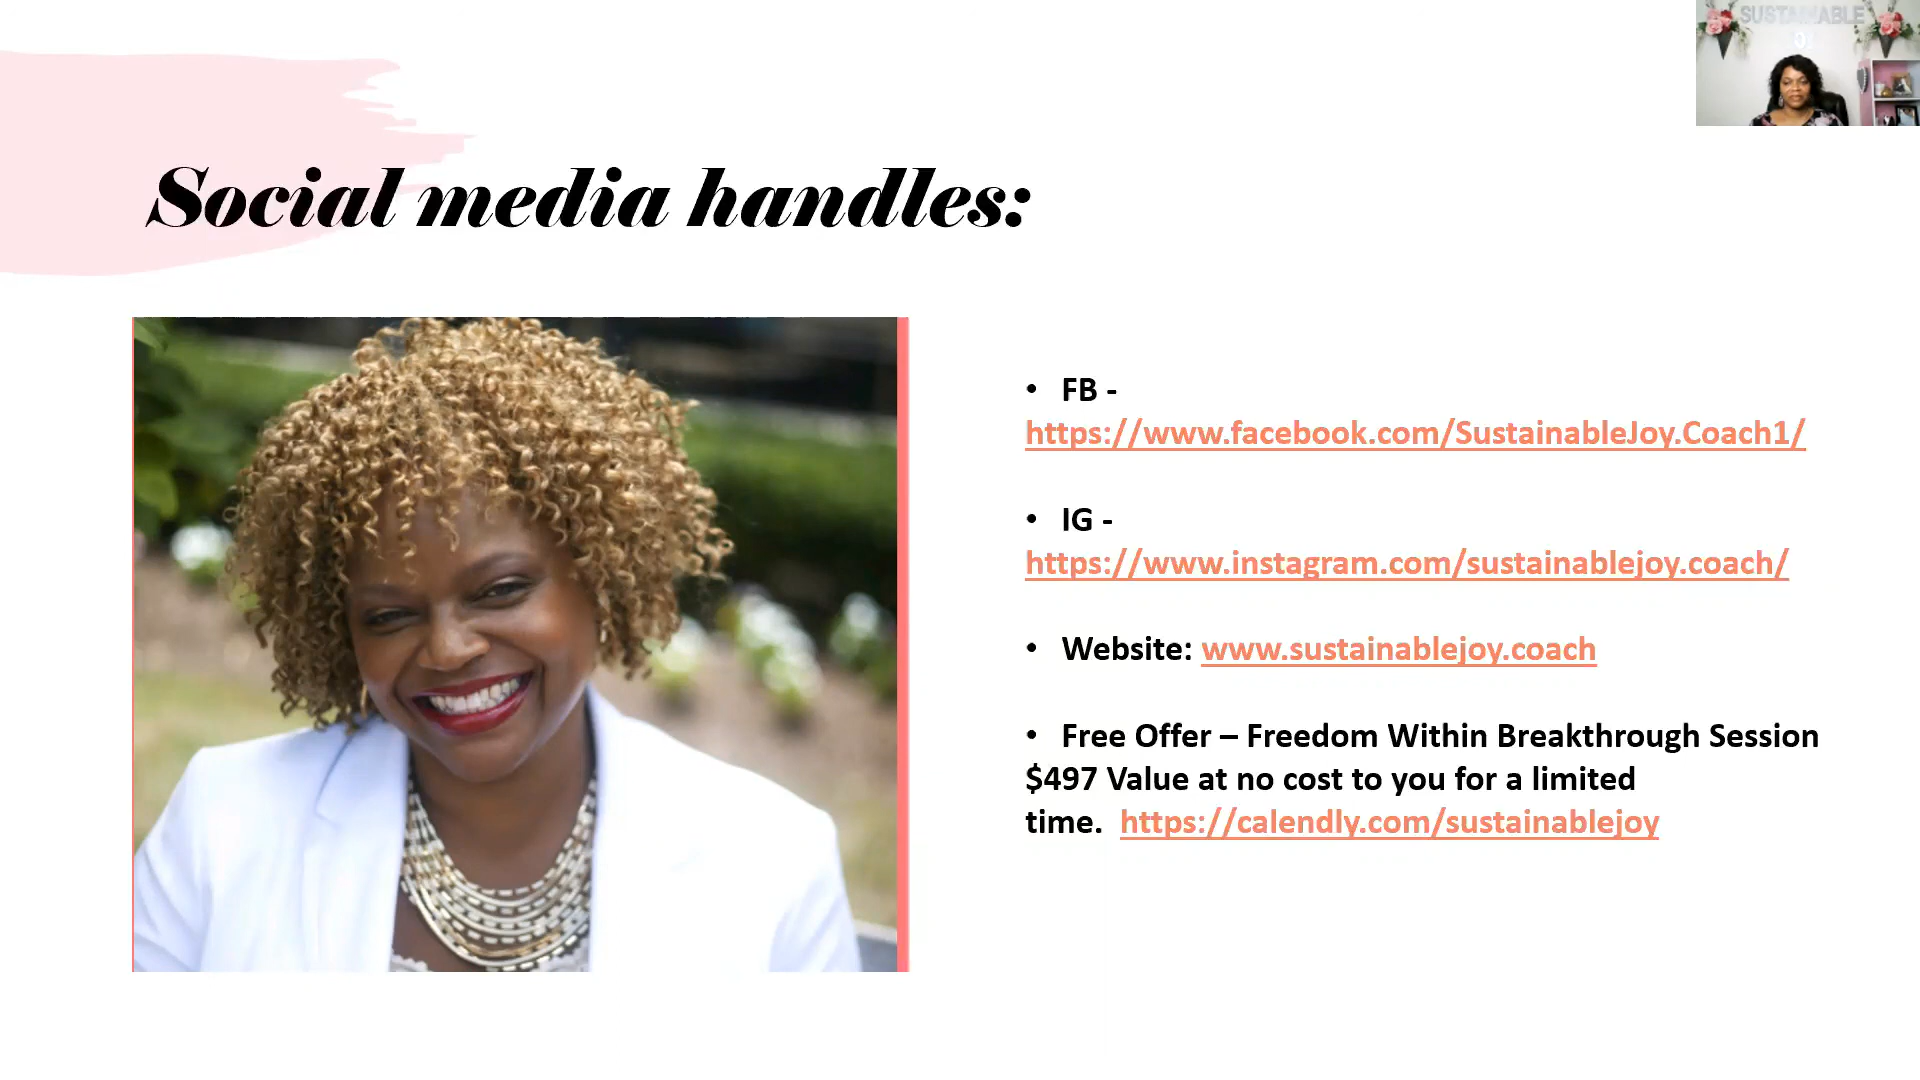 SUSTAINABLE
Social media handles:
• FB -
https://www.facebook.com/SustainableJoy.Coach1/
• IG -
https://www.instagram.com/sustainablejoy.coach/
• Website: www.sustainablejoy.coach
• Free Offer – Freedom Within Breakthrough Session
$497 Value at no cost to you for a limited
time. https://calendly.com/sustainablejoy